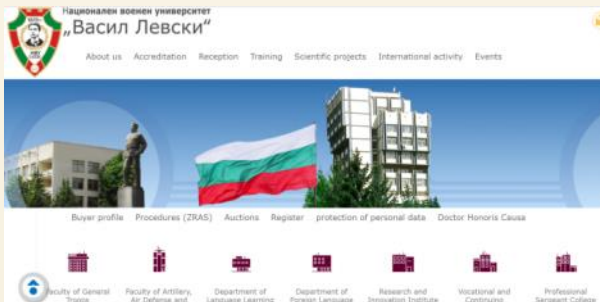 Национален военен университет
„Васил Левски“
About us Accreditation Reception Training Scientific projects International activity Events
Buyer profile Procedures (ZRAS) Auctions Register protection of personal data Doctor Honoris Causa
Faculty of General Faculty of Artillery, Department of Department of Research and Vocational and Professional
Troops Air Defense and Language Learning Foreign Language Innovation Institute Continuing Sergeant College